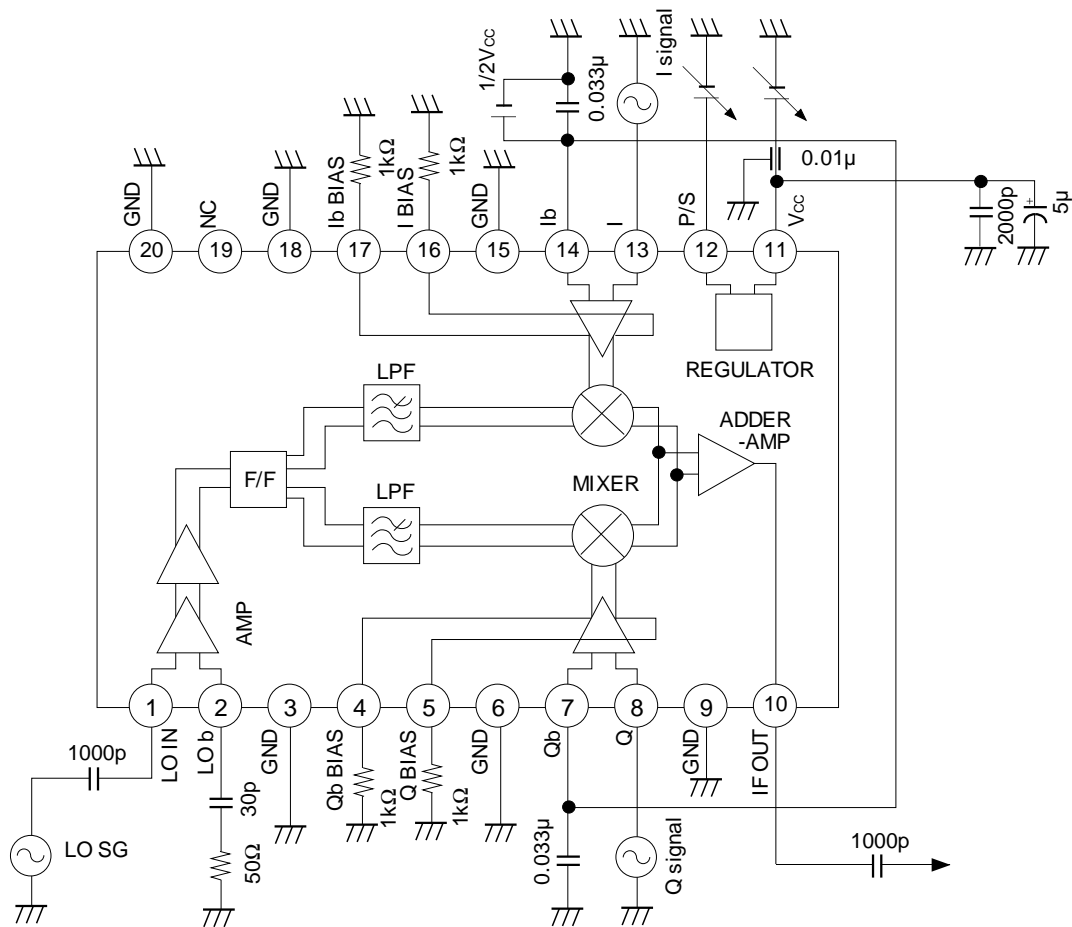 1/2Vcc
0.033µ
I signal
1kΩ
1kΩ
0.01µ
2000p
5µ
+
GND
NC
GND
Ib BIAS
I BIAS
GND
Ib
I
P/S
Vcc
20
19
18
17
16
15
14
13
12
11
REGULATOR
LPF
ADDER
-AMP
F/F
LPF
MIXER
AMP
1
2
3
4
5
6
7
8
9
10
LO IN
LO b
GND
Qb BIAS
Q BIAS
GND
Qb
Q
GND
IF OUT
1000p
30p
1kΩ
1kΩ
LO SG
50Ω
0.033µ
Q signal
1000p